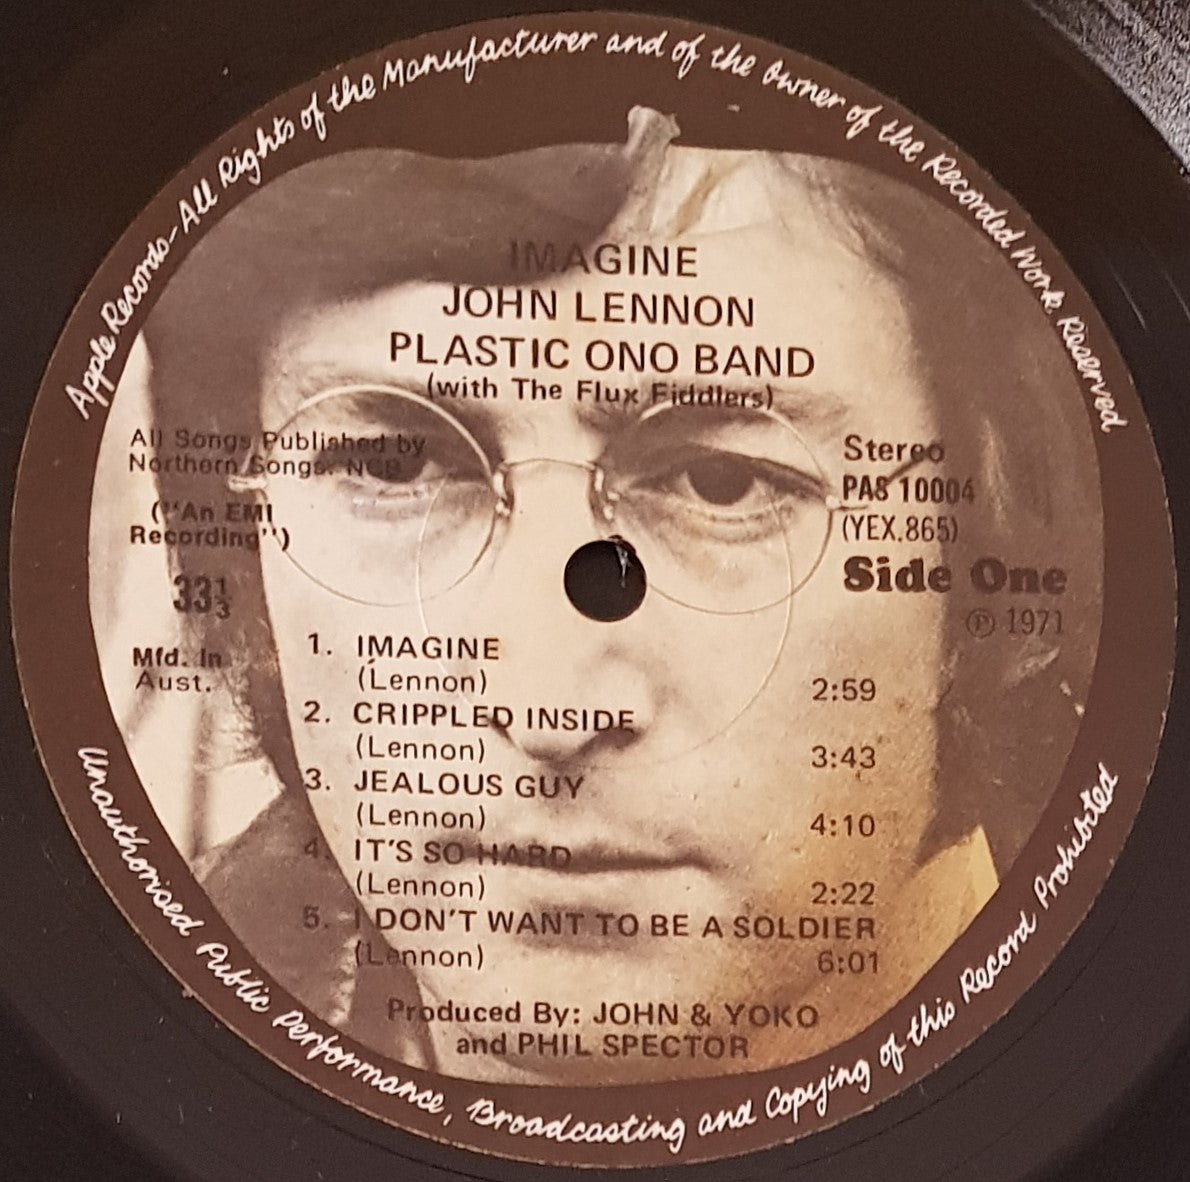 Apple Records-All Rights of the Manufacturer and of the Owner of the Recorded Work Reserved
IMAGINE
JOHN LENNON
PLASTIC ONO BAND
(with The Flux Fiddlers)
All Songs Published by
Northern Songs. NCB
("An EMI
Recording")
33⅓
Mfd. In
Aust.
Stereo
PAS 10004
(YEX.865)
Side One
Ⓟ 1971
1. IMAGINE
(Lennon) 2:59
2. CRIPPLED INSIDE
(Lennon) 3:43
3. JEALOUS GUY
(Lennon) 4:10
4. IT'S SO HARD
(Lennon) 2:22
5. I DON'T WANT TO BE A SOLDIER
(Lennon) 6:01
Produced By: JOHN & YOKO
and PHIL SPECTOR
Unauthorised Public Performance, Broadcasting and Copying of this Record Prohibited